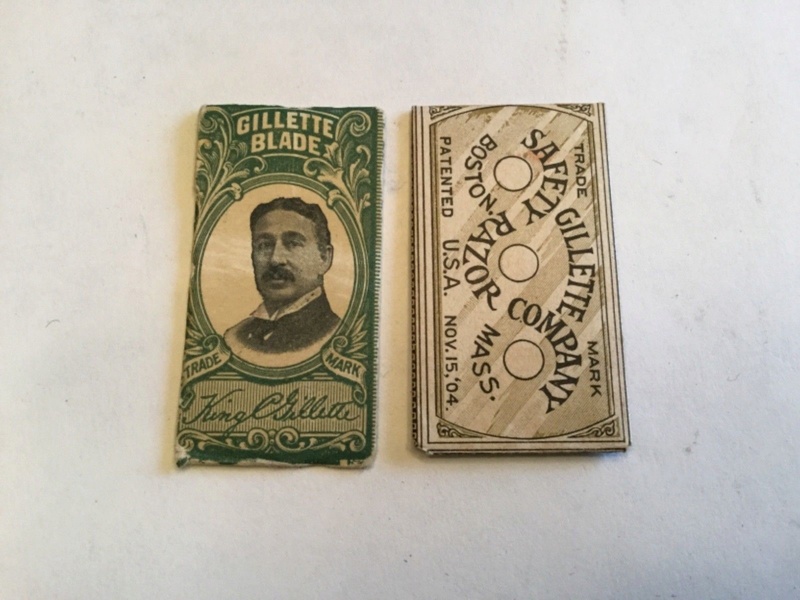 GILLETTE
BLADE
TRADE MARK
King C Gillette
TRADE MARK
GILLETTE
SAFETY RAZOR COMPANY
BOSTON, MASS.
PATENTED U.S.A. NOV. 15, '04.